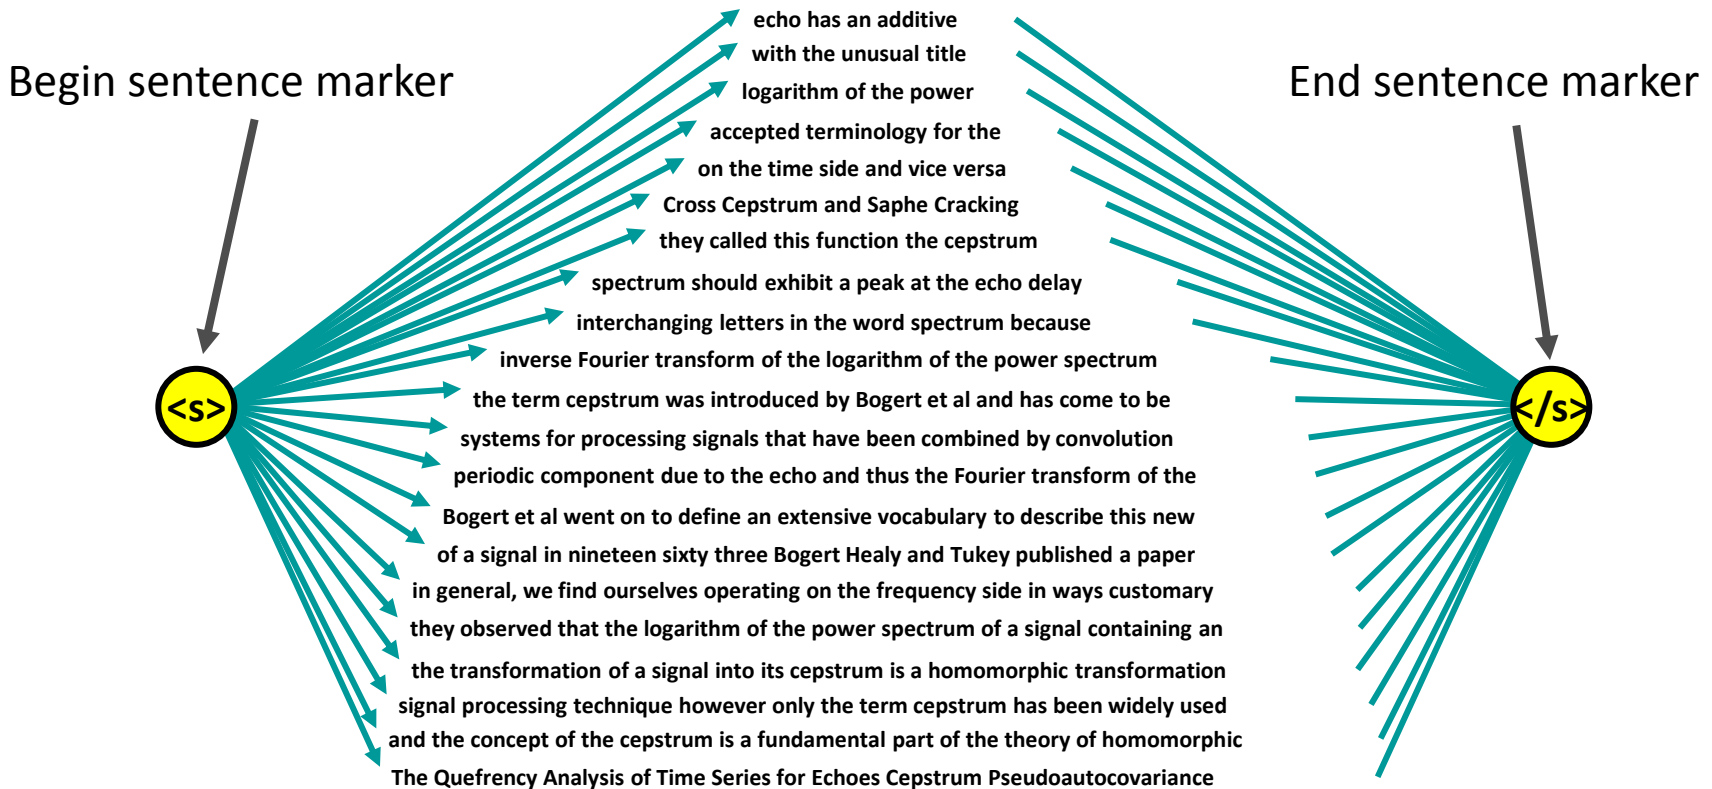 Begin sentence marker
End sentence marker
<s>
</s>
echo has an additive
with the unusual title
logarithm of the power
accepted terminology for the
on the time side and vice versa
Cross Cepstrum and Saphe Cracking
they called this function the cepstrum
spectrum should exhibit a peak at the echo delay
interchanging letters in the word spectrum because
inverse Fourier transform of the logarithm of the power spectrum
the term cepstrum was introduced by Bogert et al and has come to be
systems for processing signals that have been combined by convolution
periodic component due to the echo and thus the Fourier transform of the
Bogert et al went on to define an extensive vocabulary to describe this new
of a signal in nineteen sixty three Bogert Healy and Tukey published a paper
in general, we find ourselves operating on the frequency side in ways customary
they observed that the logarithm of the power spectrum of a signal containing an
the transformation of a signal into its cepstrum is a homomorphic transformation
signal processing technique however only the term cepstrum has been widely used
and the concept of the cepstrum is a fundamental part of the theory of homomorphic
The Quefrency Analysis of Time Series for Echoes Cepstrum Pseudoautocovariance